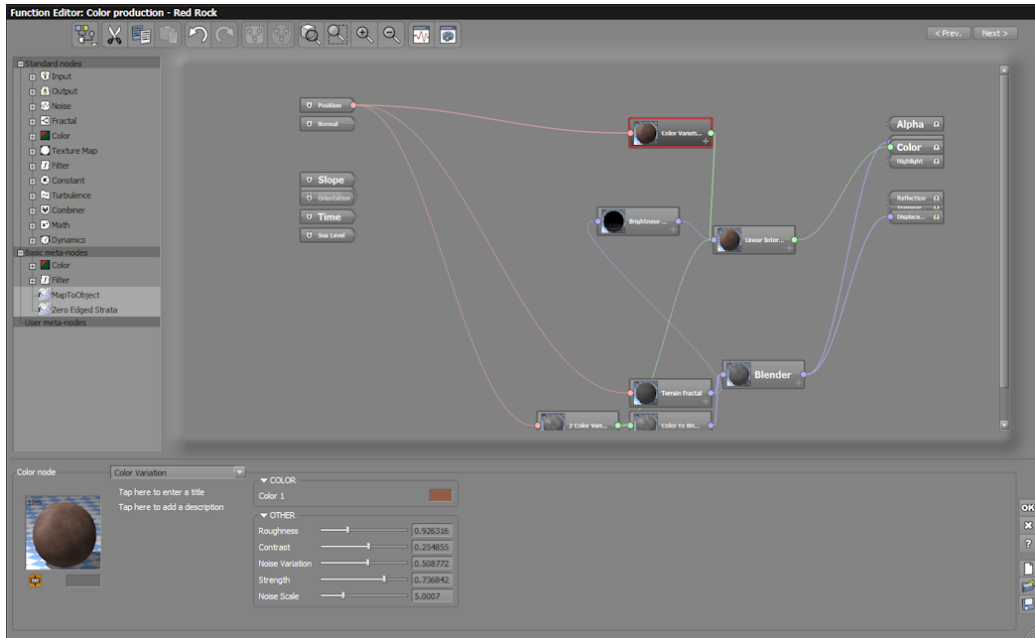 Function Editor: Color production - Red Rock
< Prev.
Next >
Standard nodes
Input
Output
Noise
Fractal
Color
Texture Map
Filter
Constant
Turbulence
Combiner
Math
Dynamics
Basic meta-nodes
Color
Filter
MapToObject
Zero Edged Strata
User meta-nodes
Position
Normal
Slope
Orientation
Time
Sea Level
Color Variati...
Brightness ...
Linear Inter...
Terrain Fractal
2 Color Vari...
Color to Bri...
Blender
Alpha
Color
Highlight
Reflection
Displace...
Color node
Color Variation
Tap here to enter a title
Tap here to add a description
COLOR
Color 1
OTHER
Roughness 0.926316
Contrast 0.254855
Noise Variation 0.508772
Strength 0.736842
Noise Scale 5.0007
OK
?